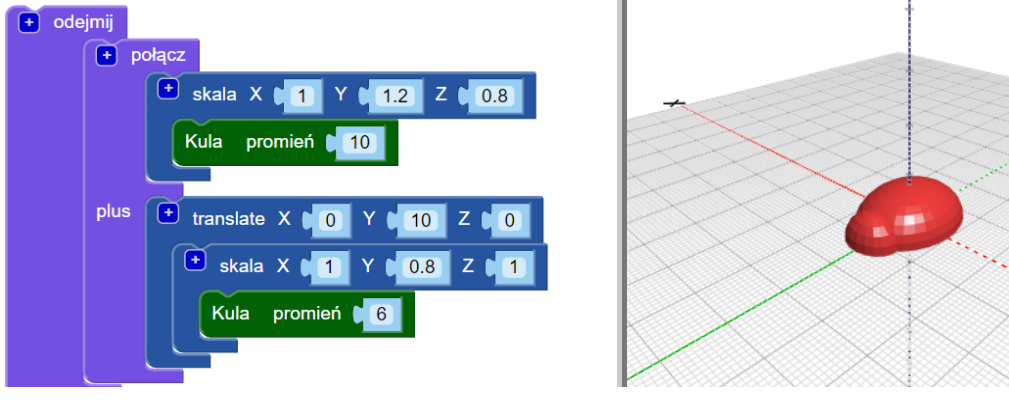 odejmij
połącz
skala X 1 Y 1.2 Z 0.8
Kula promień 10
plus
translate X 0 Y 10 Z 0
skala X 1 Y 0.8 Z 1
Kula promień 6